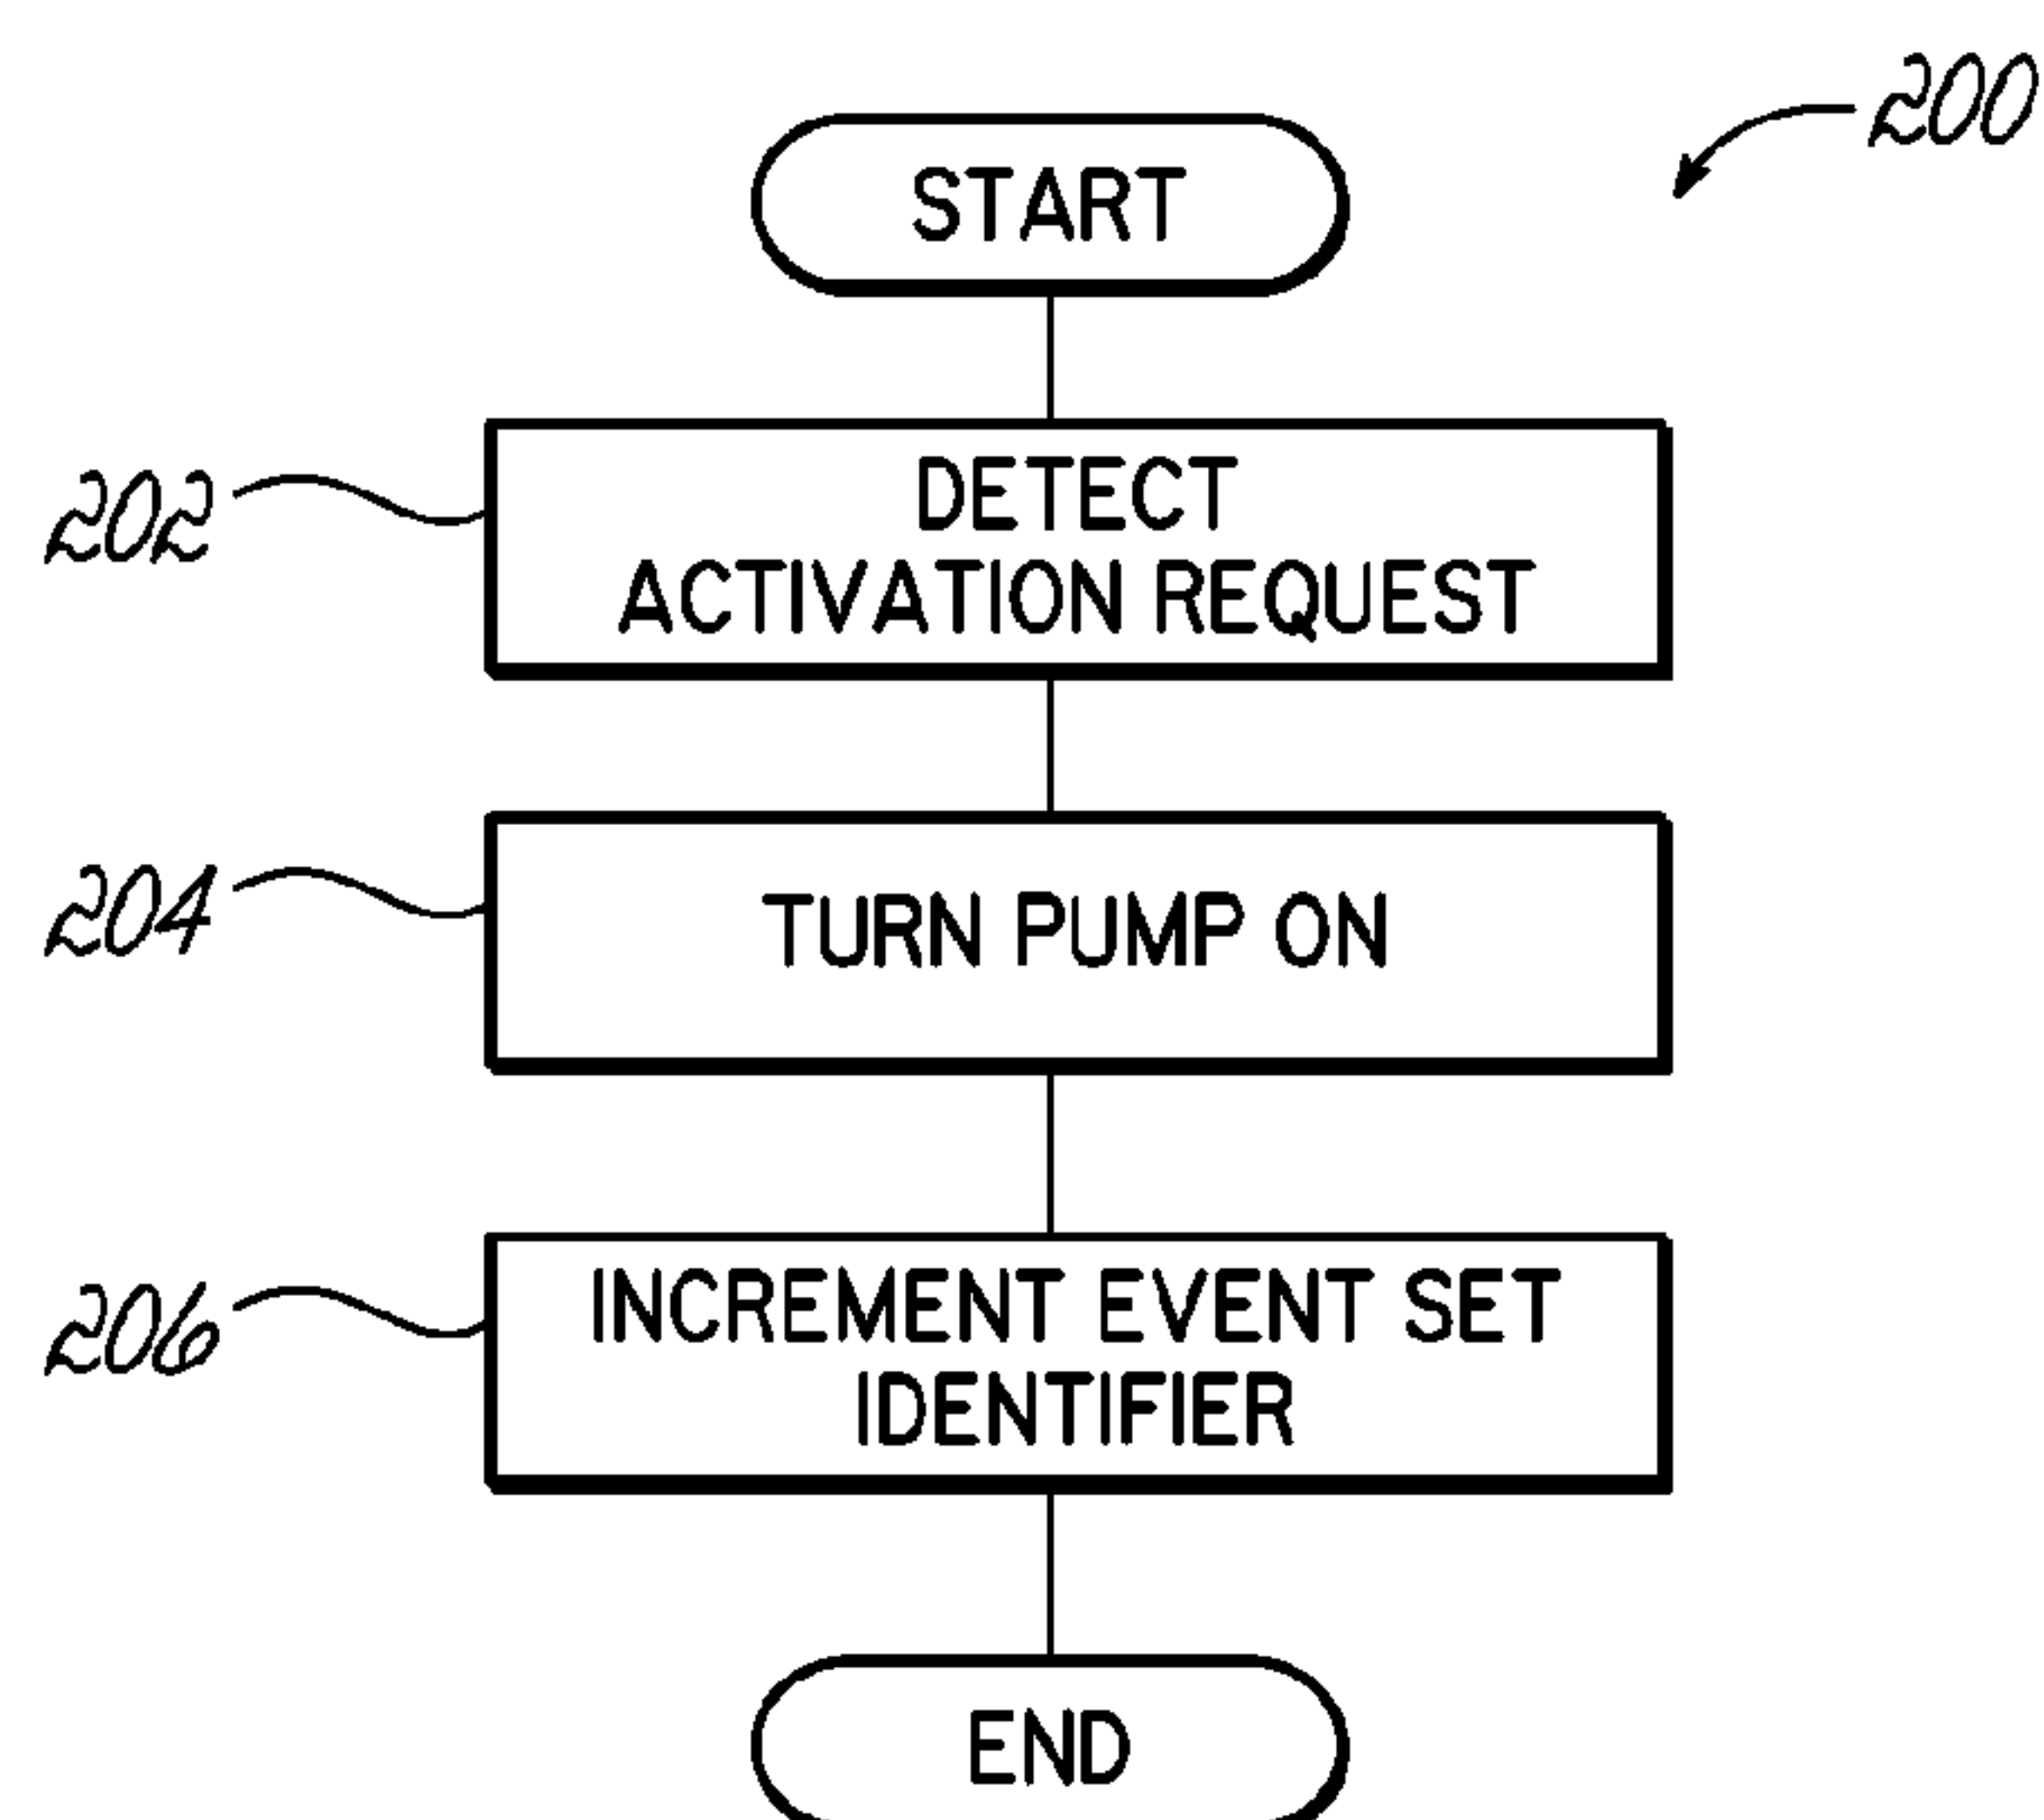 200
START
202
DETECT
ACTIVATION REQUEST
204
TURN PUMP ON
206
INCREMENT EVENT SET
IDENTIFIER
END